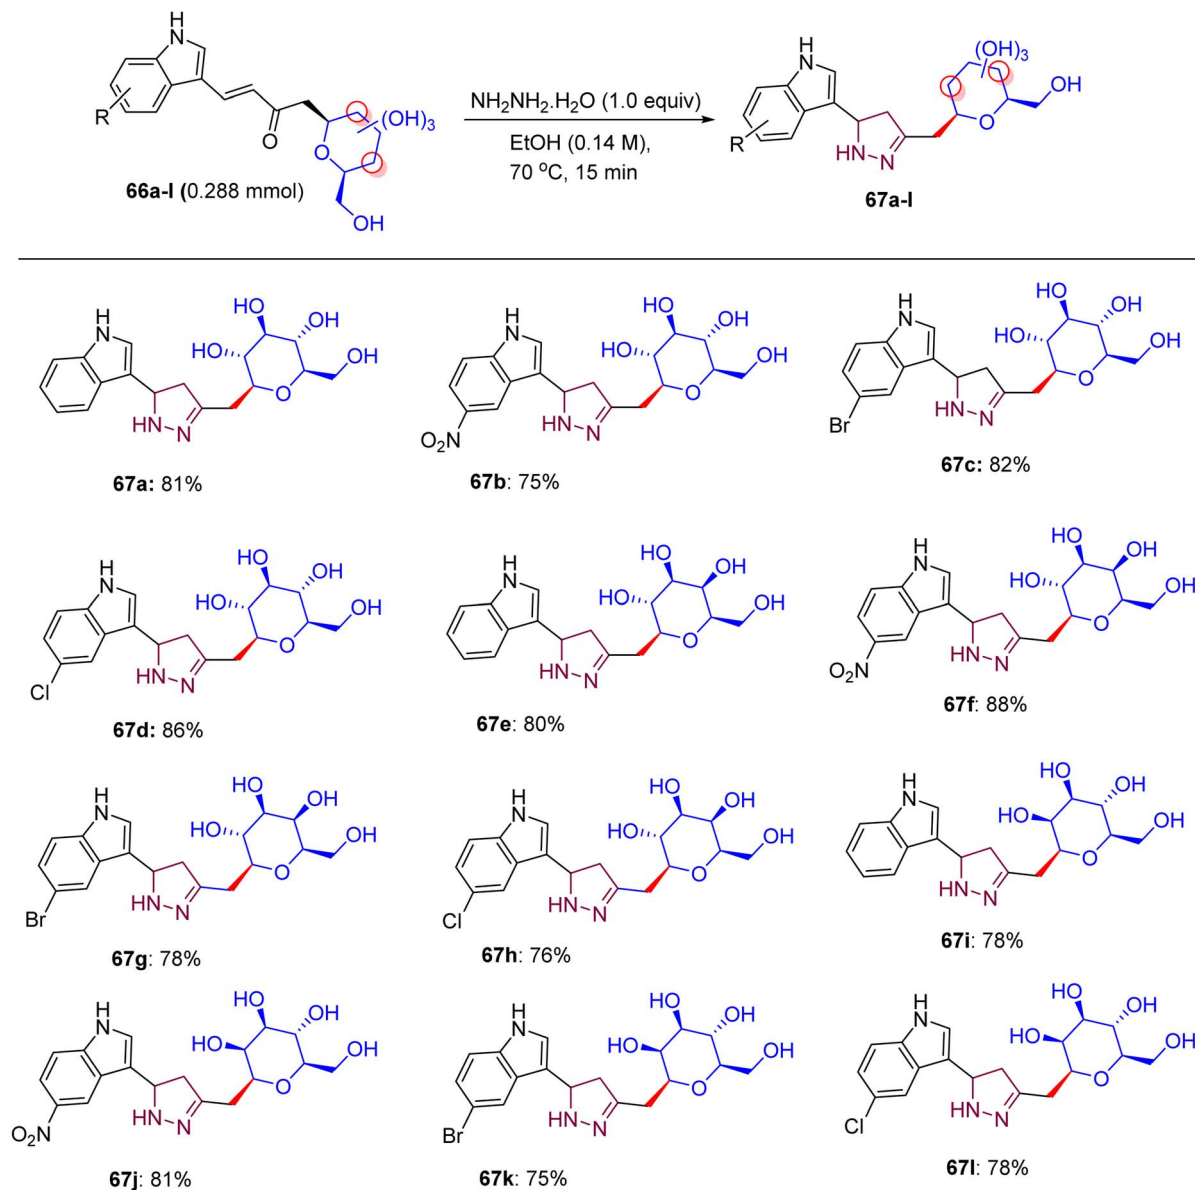 H
N
R
O
O
(OH)3
OH
66a-l (0.288 mmol)
NH2NH2.H2O (1.0 equiv)
EtOH (0.14 M),
70 oC, 15 min
H
N
R
HN-N
O
(OH)3
OH
67a-l
H
N
HN-N
HO
HO
OH
OH
O
67a: 81%
H
N
O2N
HN-N
HO
HO
OH
OH
O
67b: 75%
H
N
Br
HN-N
HO
HO
OH
OH
O
67c: 82%
H
N
Cl
HN-N
HO
HO
OH
OH
O
67d: 86%
H
N
HN-N
HO
HO
OH
OH
O
67e: 80%
H
N
O2N
HN-N
HO
HO
OH
OH
O
67f: 88%
H
N
Br
HN-N
HO
HO
OH
OH
O
67g: 78%
H
N
Cl
HN-N
HO
HO
OH
OH
O
67h: 76%
H
N
HN-N
HO
HO
OH
OH
O
67i: 78%
H
N
O2N
HN-N
HO
HO
OH
OH
O
67j: 81%
H
N
Br
HN-N
HO
HO
OH
OH
O
67k: 75%
H
N
Cl
HN-N
HO
HO
OH
OH
O
67l: 78%